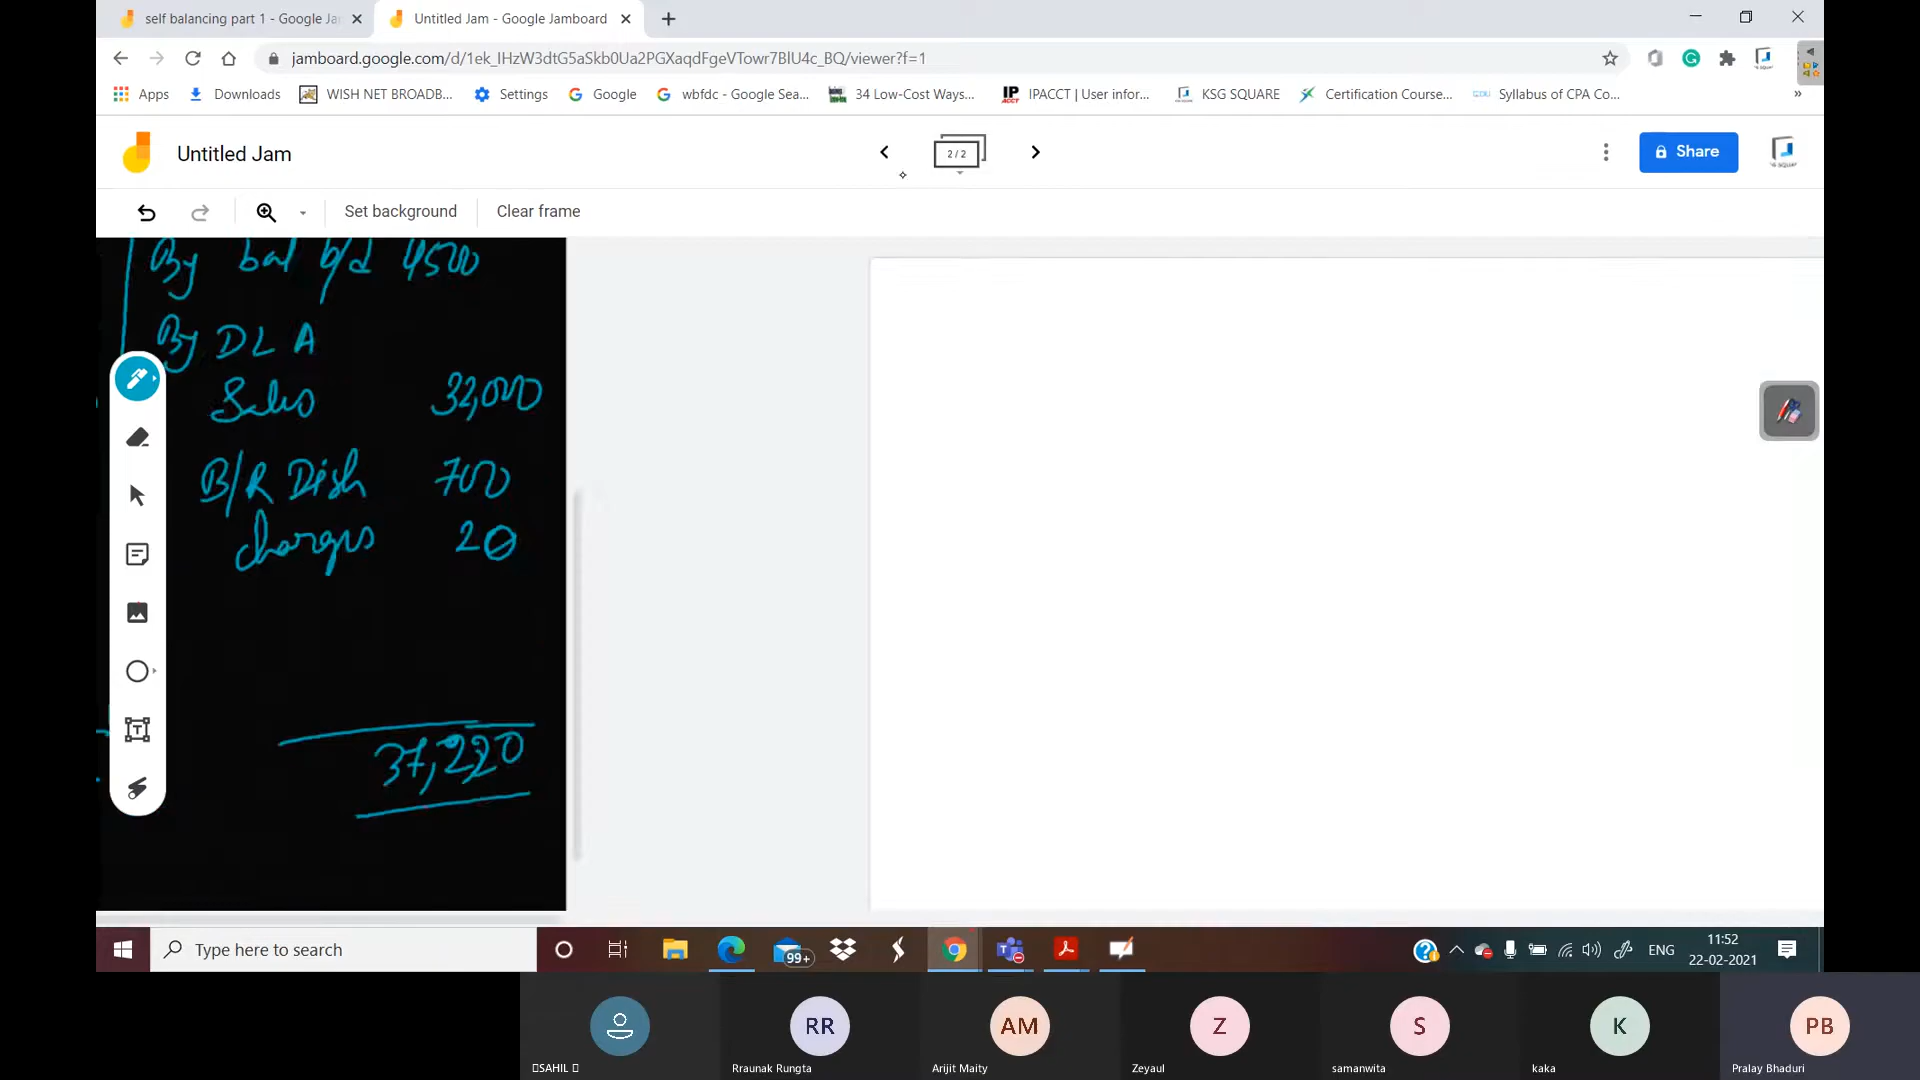 self balancing part 1 - Google Ja
Untitled Jam - Google Jamboard
jamboard.google.com/d/1ek_IHzW3dtG5aSkb0Ua2PGXaqdFgeVTowr7BlU4c_BQ/viewer?f=1
Apps
Downloads
WISH NET BROADB...
Settings
Google
wbfdc - Google Sea...
34 Low-Cost Ways...
IPACCT | User infor...
KSG SQUARE
Certification Course...
Syllabus of CPA Co...
Untitled Jam
2 / 2
Share
Set background
Clear frame
By bal b/d 4500
By DLA
Sales 32,000
B/R Dish 700
charges 20
37,220
Type here to search
99+
ENG
11:52
22-02-2021
RR
AM
Z
S
K
PB
SAHIL
Rraunak Rungta
Arijit Maity
Zeyaul
samanwita
kaka
Pralay Bhaduri